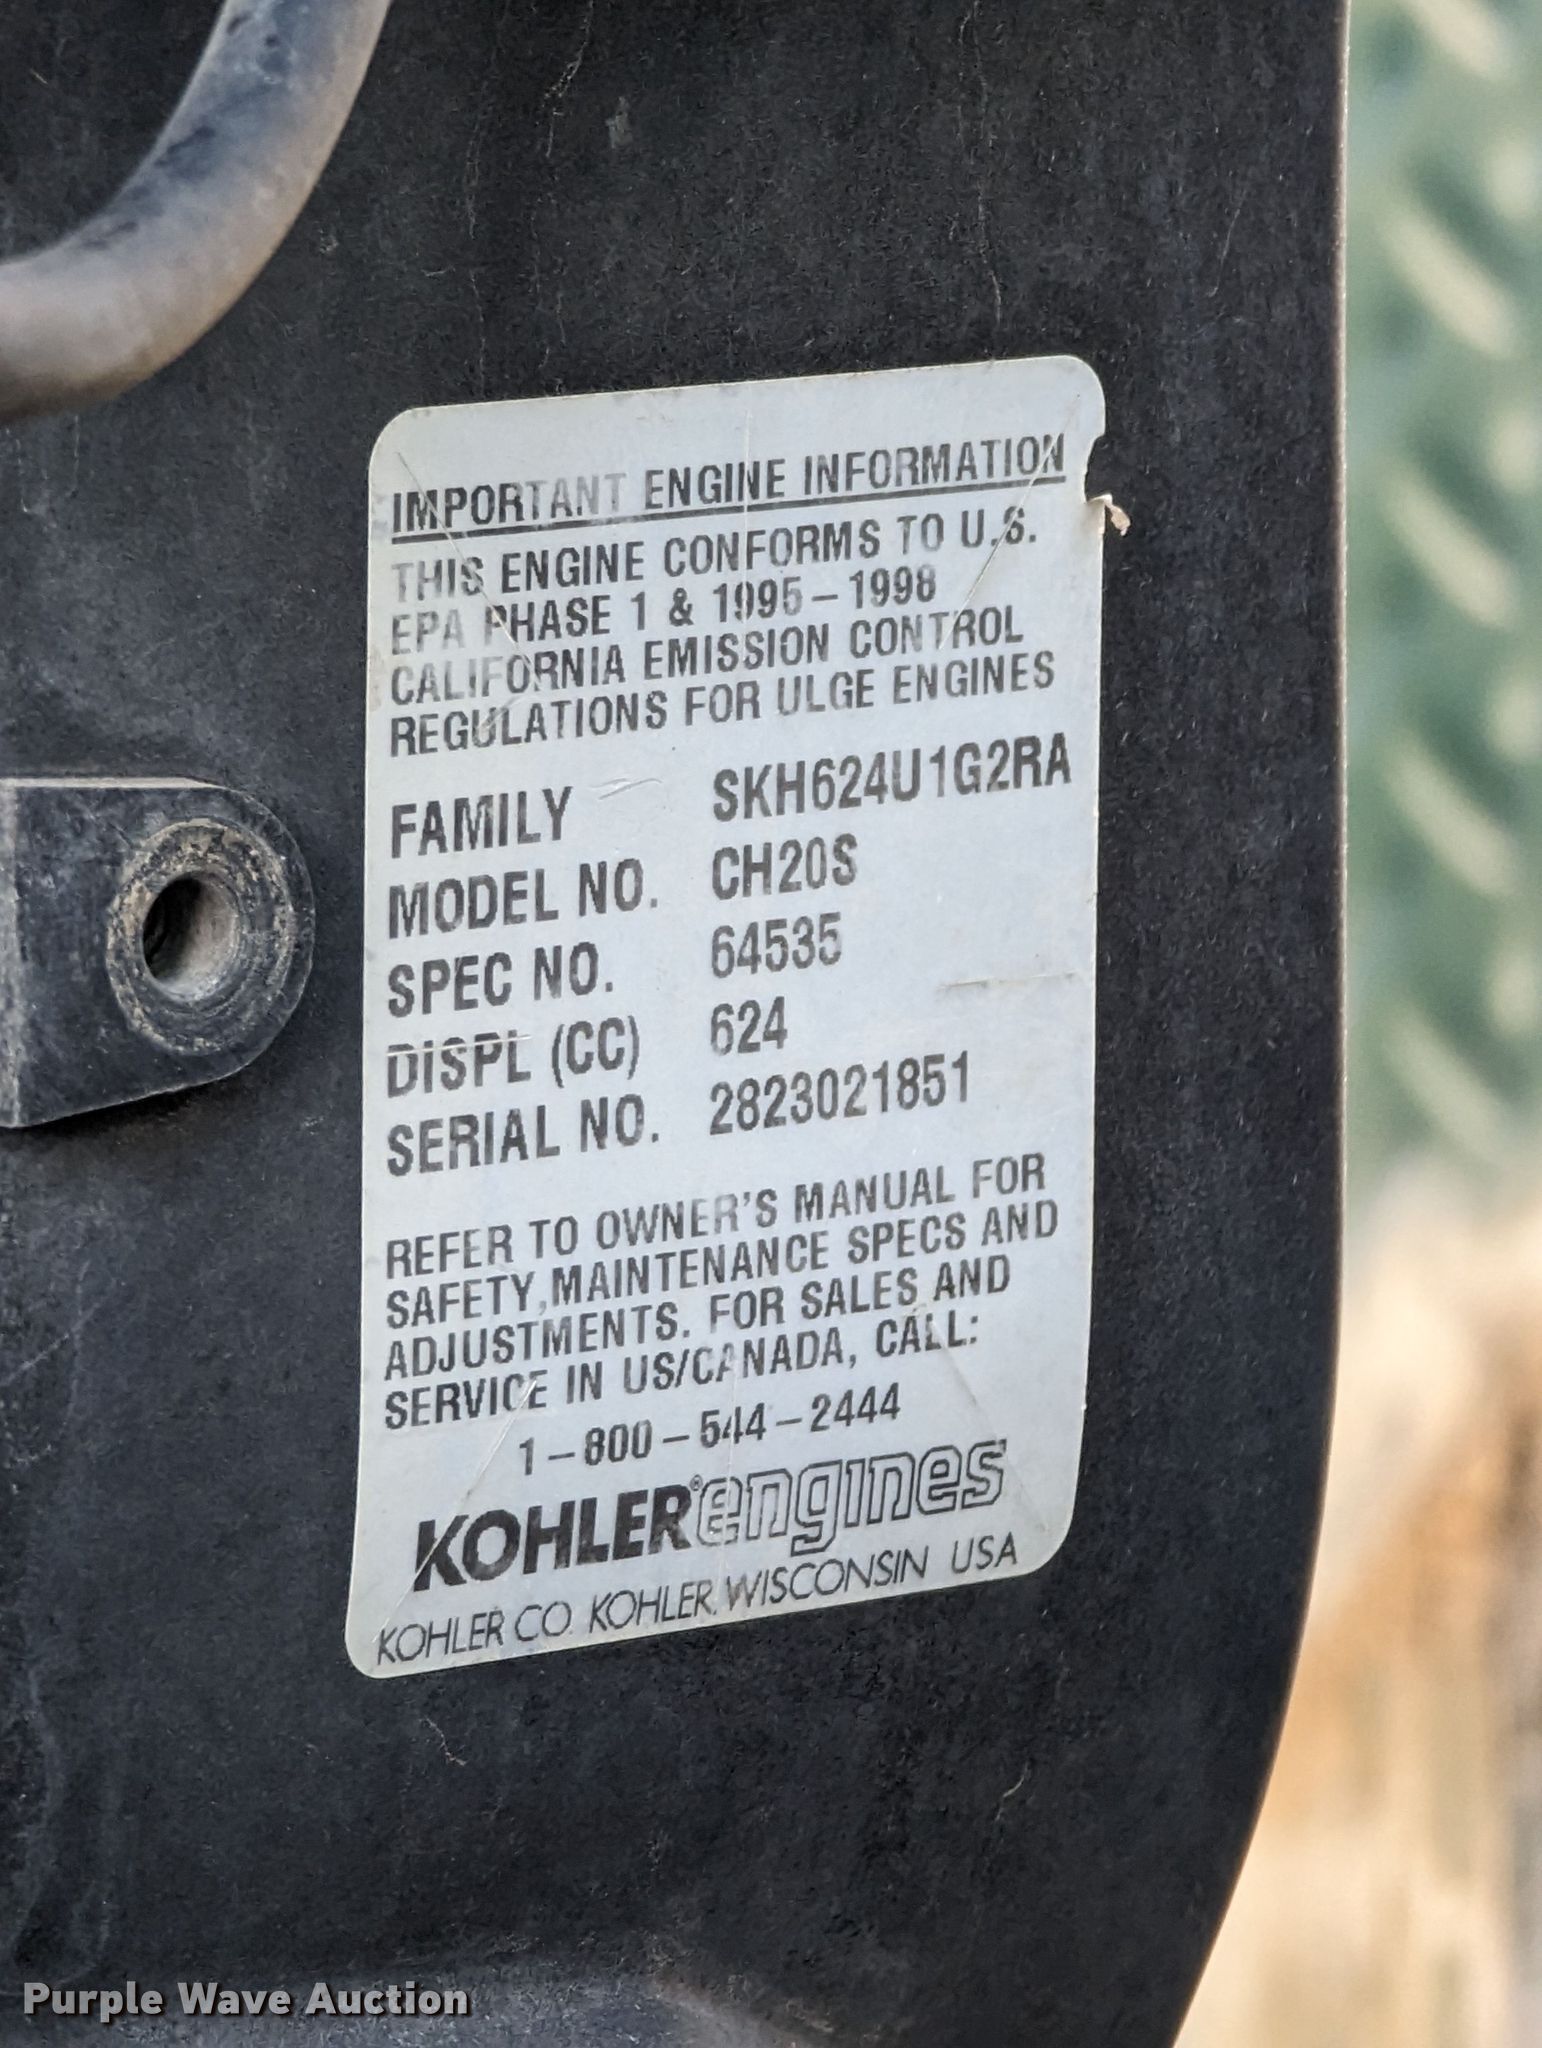 IMPORTANT ENGINE INFORMATION
THIS ENGINE CONFORMS TO U.S.
EPA PHASE 1 & 1995-1998
CALIFORNIA EMISSION CONTROL
REGULATIONS FOR ULGE ENGINES
FAMILY SKH624U1G2RA
MODEL NO. CH20S
SPEC NO. 64535
DISPL (CC) 624
SERIAL NO. 2823021851
REFER TO OWNER'S MANUAL FOR
SAFETY, MAINTENANCE SPECS AND
ADJUSTMENTS. FOR SALES AND
SERVICE IN US/CANADA, CALL:
1-800-544-2444
KOHLER® engines
KOHLER CO. KOHLER, WISCONSIN USA
Purple Wave Auction